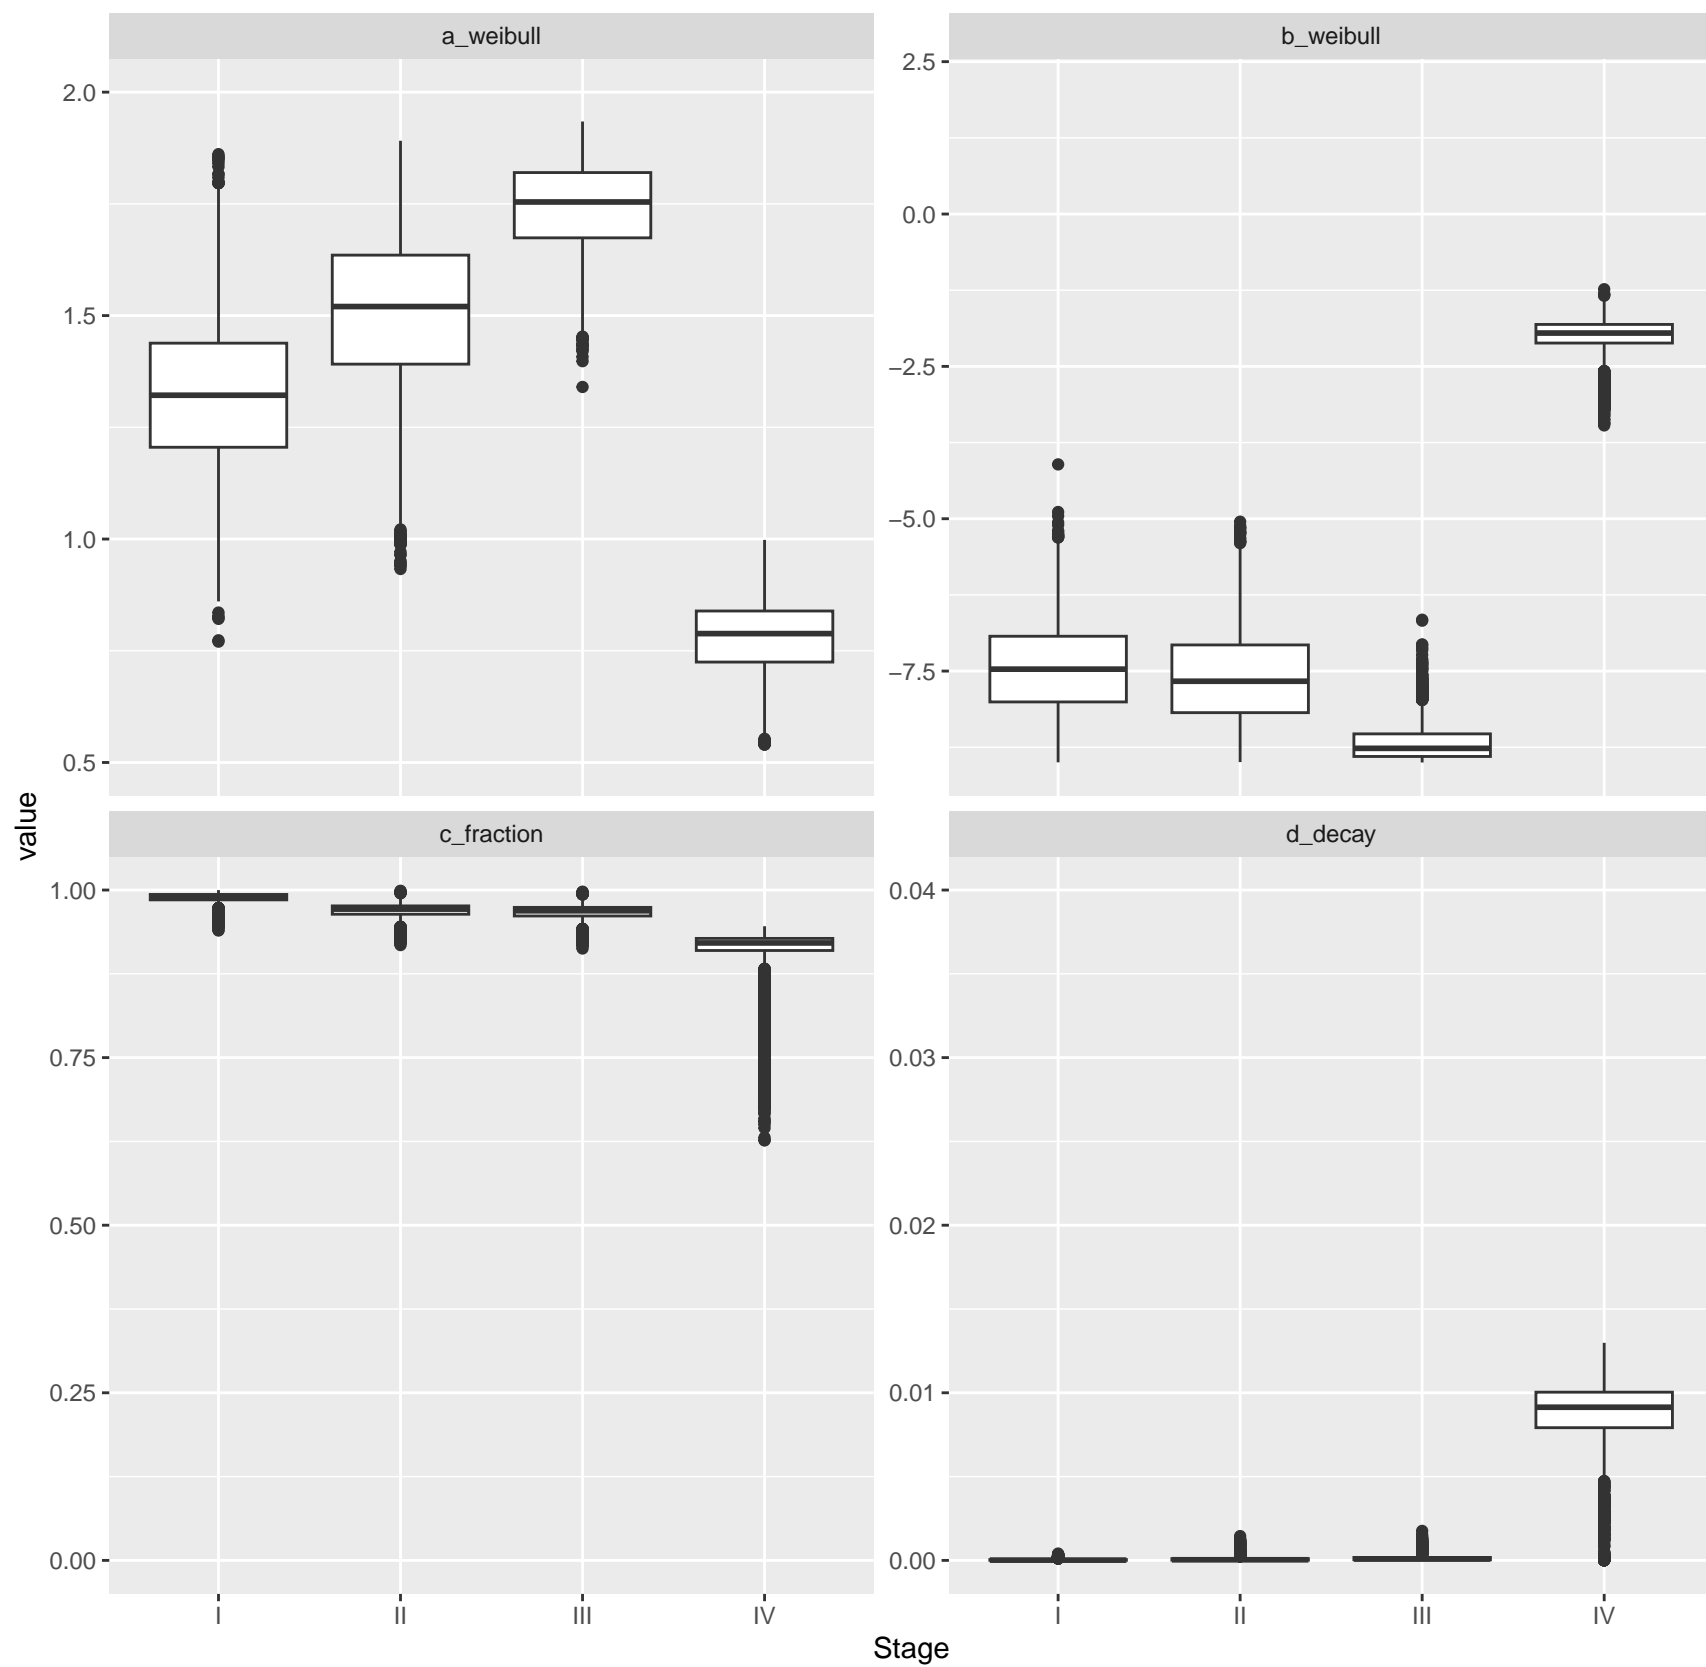 a_weibull
b_weibull
2.0
1.5
1.0
0.5
2.5
0.0
−2.5
−5.0
−7.5
value
c_fraction
d_decay
1.00
0.75
0.50
0.25
0.00
0.04
0.03
0.02
0.01
0.00
I II III IV
I II III IV
Stage